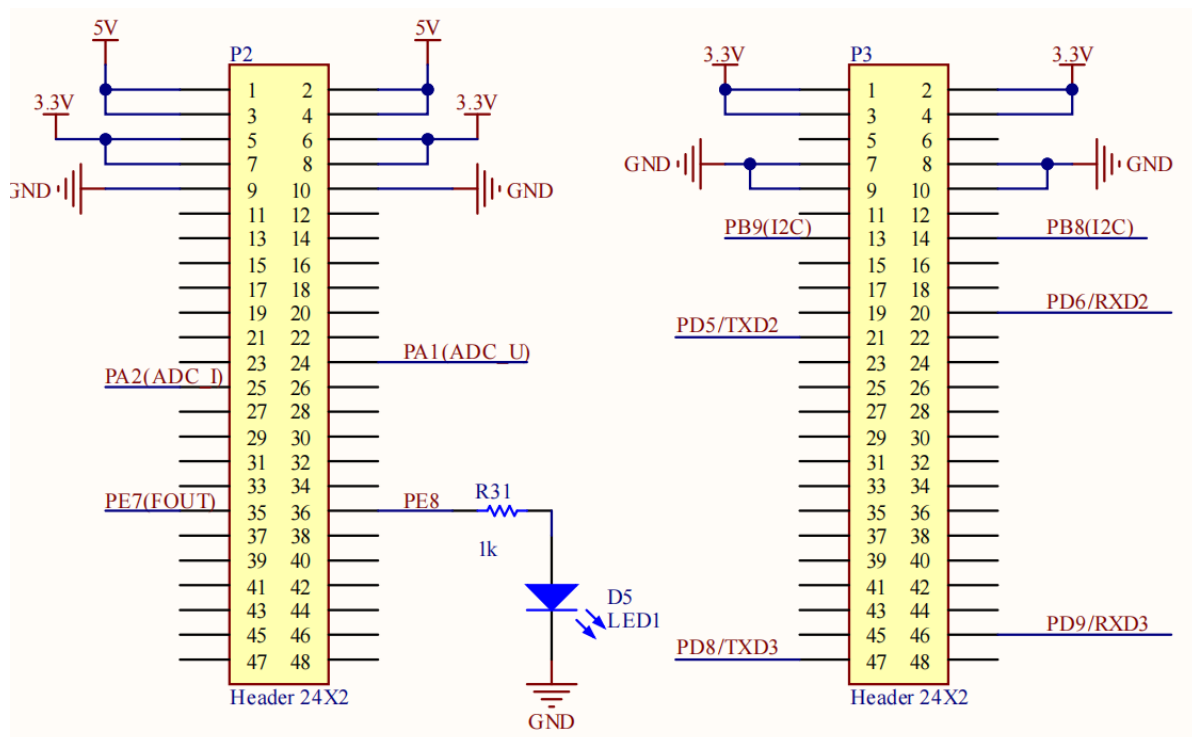 5V
5V
P2
3.3V
3.3V
GND
GND
1 2
3 4
5 6
7 8
9 10
11 12
13 14
15 16
17 18
19 20
21 22
23 24
25 26
27 28
29 30
31 32
33 34
35 36
37 38
39 40
41 42
43 44
45 46
47 48
PA1(ADC_U)
PA2(ADC_I)
PE7(FOUT)
PE8
R31
1k
D5
LED1
GND
Header 24X2
P3
3.3V
3.3V
GND
GND
1 2
3 4
5 6
7 8
9 10
11 12
13 14
15 16
17 18
19 20
21 22
23 24
25 26
27 28
29 30
31 32
33 34
35 36
37 38
39 40
41 42
43 44
45 46
47 48
PB9(I2C)
PB8(I2C)
PD6/RXD2
PD5/TXD2
PD9/RXD3
PD8/TXD3
Header 24X2